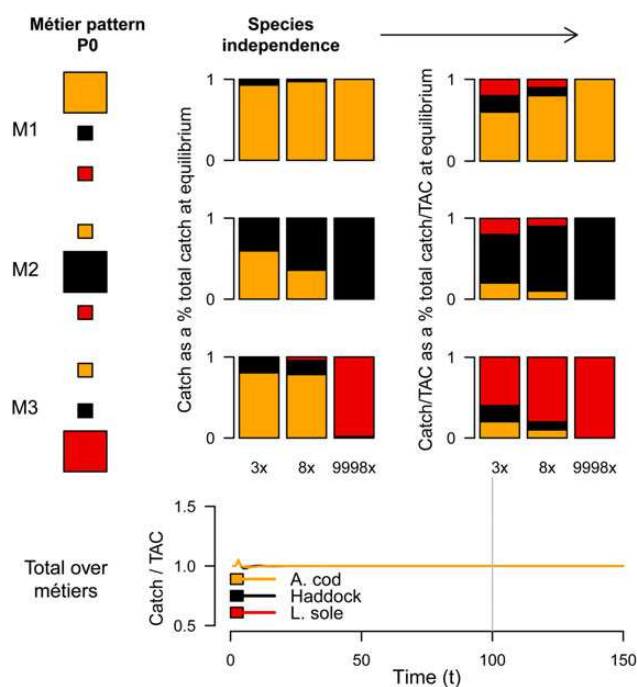 Métier pattern
P0
Species
independence
M1
M2
M3
Catch as a % total catch at equilibrium
1
0
1
0
1
0
3x 8x 9998x
Catch/TAC as a % total catch/TAC at equilibrium
1
0
1
0
1
0
3x 8x 9998x
Total over
métiers
Catch / TAC
1.5
1.0
0.5
A. cod
Haddock
L. sole
0 50 100 150
Time (t)